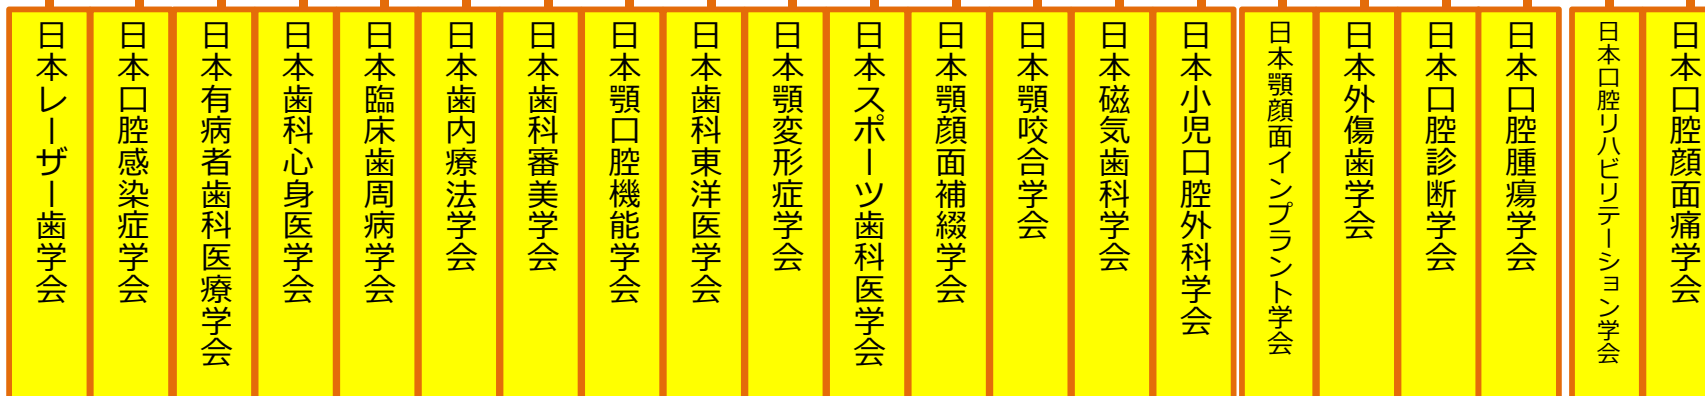 日本レーザー歯学会
日本口腔感染症学会
日本有病者歯科医療学会
日本歯科心身医学会
日本臨床歯周病学会
日本歯内療法学会
日本歯科審美学会
日本顎口腔機能学会
日本歯科東洋医学会
日本顎変形症学会
日本スポーツ歯科医学会
日本顎顔面補綴学会
日本顎咬合学会
日本磁気歯科学会
日本小児口腔外科学会
日本顎顔面インプラント学会
日本外傷歯学会
日本口腔診断学会
日本口腔腫瘍学会
日本口腔リハビリテーション学会
日本口腔顔面痛学会